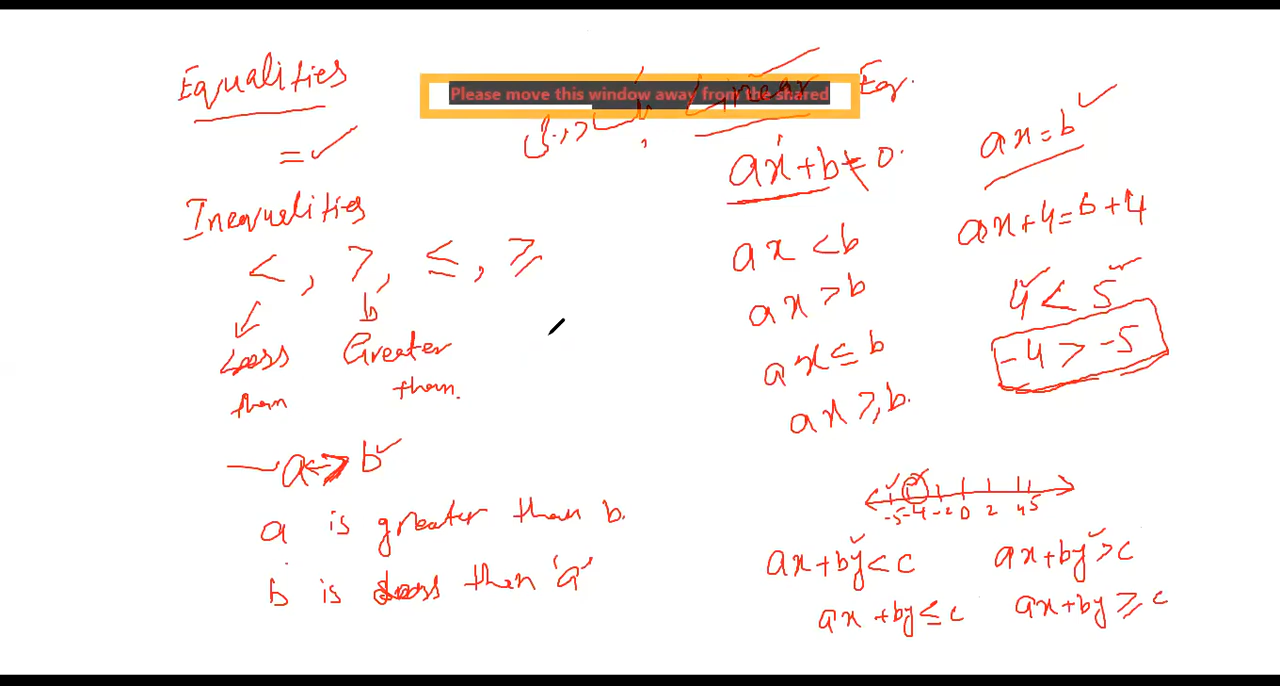 Equalities
Please move this window away from the shared
Linear Eq.
= ✓
ax + b = 0.
ax = b
Inequalities
ax + 4 = b + 4
<, >, ≤, ≥
ax < b
ax > b
4 < 5
-4 > -5
Less than
Greater than.
ax ≤ b
ax ≥ b.
a > b
a is greater than b.
b is less than 'a'
-5 -4 -2 0 2 4 5
ax + by < c
ax + by > c
ax + by ≤ c
ax + by ≥ c